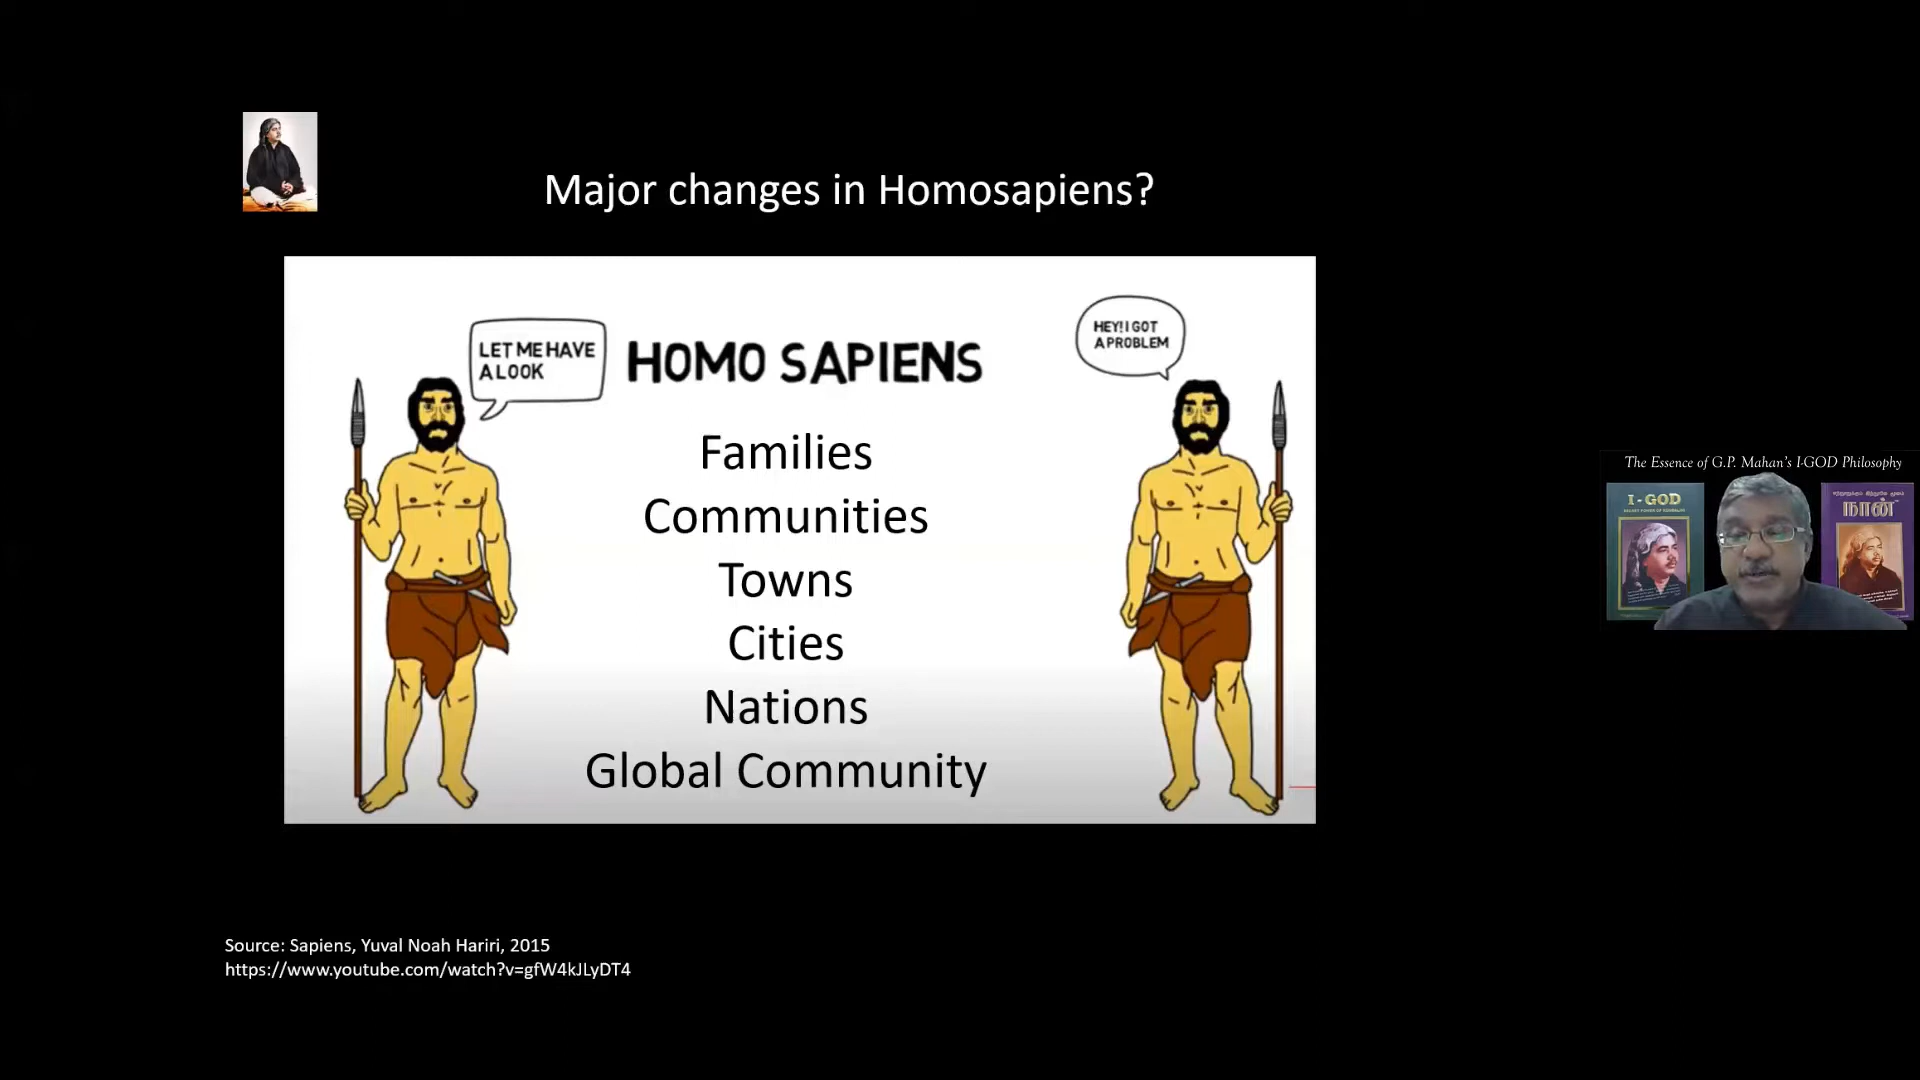 Major changes in Homosapiens?
LET ME HAVE
A LOOK
HOMO SAPIENS
HEY! I GOT
A PROBLEM
Families
Communities
Towns
Cities
Nations
Global Community
Source: Sapiens, Yuval Noah Hariri, 2015
https://www.youtube.com/watch?v=gfW4kJLyDT4
The Essence of G.P. Mahan's I-GOD Philosophy
I - GOD
நான்